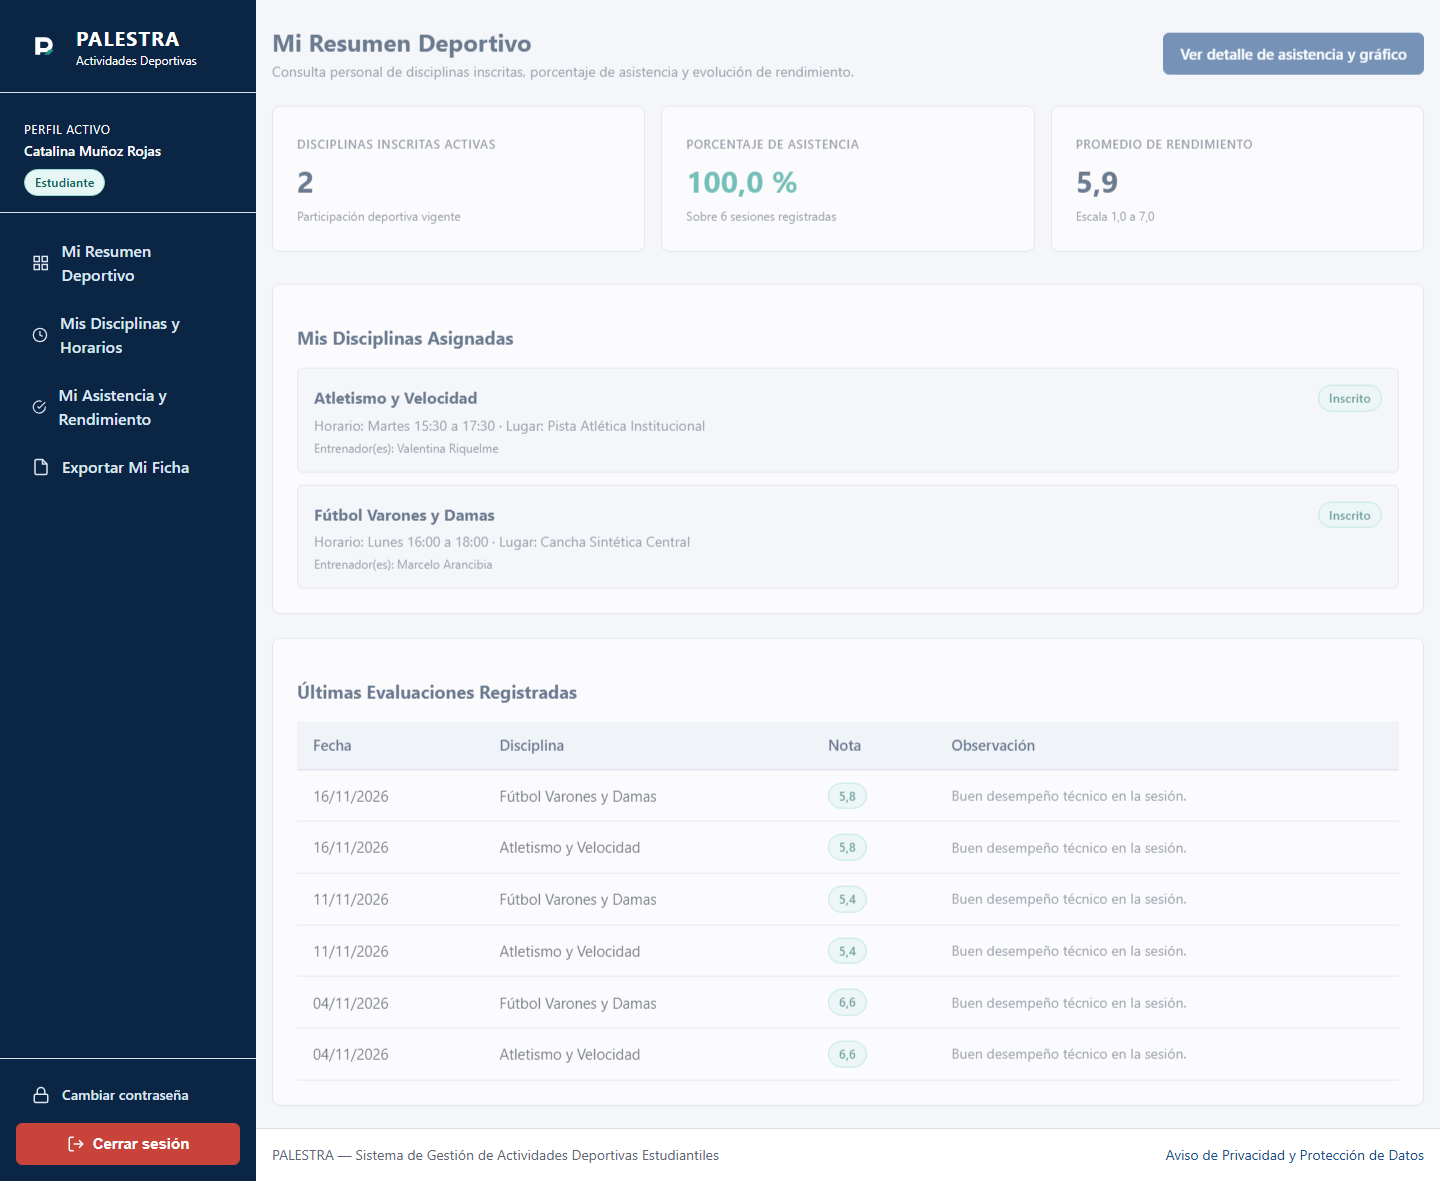 PALESTRA
Actividades Deportivas
PERFIL ACTIVO
Catalina Muñoz Rojas
Estudiante
Mi Resumen
Deportivo
Mis Disciplinas y
Horarios
Mi Asistencia y
Rendimiento
Exportar Mi Ficha
Cambiar contraseña
Cerrar sesión
Mi Resumen Deportivo
Consulta personal de disciplinas inscritas, porcentaje de asistencia y evolución de rendimiento.
Ver detalle de asistencia y gráfico
DISCIPLINAS INSCRITAS ACTIVAS
2
Participación deportiva vigente
PORCENTAJE DE ASISTENCIA
100,0 %
Sobre 6 sesiones registradas
PROMEDIO DE RENDIMIENTO
5,9
Escala 1,0 a 7,0
Mis Disciplinas Asignadas
Atletismo y Velocidad
Inscrito
Horario: Martes 15:30 a 17:30 · Lugar: Pista Atlética Institucional
Entrenador(es): Valentina Riquelme
Fútbol Varones y Damas
Inscrito
Horario: Lunes 16:00 a 18:00 · Lugar: Cancha Sintética Central
Entrenador(es): Marcelo Arancibia
Últimas Evaluaciones Registradas
Fecha Disciplina Nota Observación
16/11/2026 Fútbol Varones y Damas 5,8 Buen desempeño técnico en la sesión.
16/11/2026 Atletismo y Velocidad 5,8 Buen desempeño técnico en la sesión.
11/11/2026 Fútbol Varones y Damas 5,4 Buen desempeño técnico en la sesión.
11/11/2026 Atletismo y Velocidad 5,4 Buen desempeño técnico en la sesión.
04/11/2026 Fútbol Varones y Damas 6,6 Buen desempeño técnico en la sesión.
04/11/2026 Atletismo y Velocidad 6,6 Buen desempeño técnico en la sesión.
PALESTRA — Sistema de Gestión de Actividades Deportivas Estudiantiles
Aviso de Privacidad y Protección de Datos